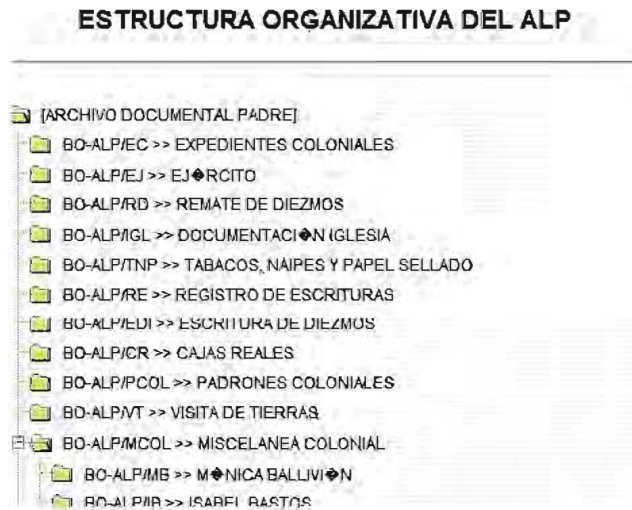 ESTRUCTURA ORGANIZATIVA DEL ALP
[ARCHIVO DOCUMENTAL PADRE]
BO-ALP/EC >> EXPEDIENTES COLONIALES
BO-ALP/EJ >> EJ�RCITO
BO-ALP/RD >> REMATE DE DIEZMOS
BO-ALP/IGL >> DOCUMENTACI�N IGLESIA
BO-ALP/TNP >> TABACOS, NAIPES Y PAPEL SELLADO
BO-ALP/RE >> REGISTRO DE ESCRITURAS
BO-ALP/EDI >> ESCRITURA DE DIEZMOS
BO-ALP/CR >> CAJAS REALES
BO-ALP/PCOL >> PADRONES COLONIALES
BO-ALP/VT >> VISITA DE TIERRAS
BO-ALP/MCOL >> MISCELANEA COLONIAL
BO-ALP/MB >> M�NICA BALLIVI�N
BO-ALP/IB >> ISABEL BASTOS